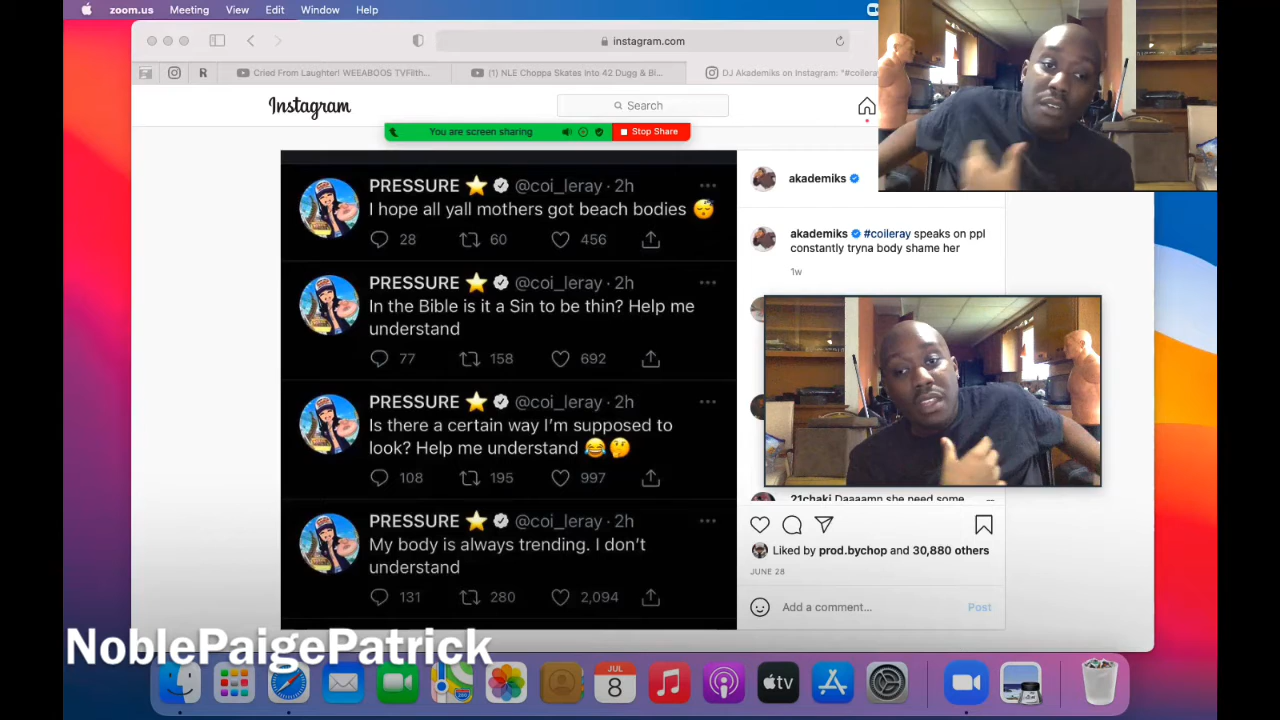 zoom.us Meeting View Edit Window Help
instagram.com
R Cried From Laughter! WEEABOOS TVFilth... (1) NLE Choppa Skates Into 42 Dugg & Bl... DJ Akademiks on Instagram: "#coileray
Instagram Search
You are screen sharing Stop Share
PRESSURE ⭐ @coi_leray · 2h
I hope all yall mothers got beach bodies 😴
28 60 456
PRESSURE ⭐ @coi_leray · 2h
In the Bible is it a Sin to be thin? Help me
understand
77 158 692
PRESSURE ⭐ @coi_leray · 2h
Is there a certain way I'm supposed to
look? Help me understand 😂🤔
108 195 997
PRESSURE ⭐ @coi_leray · 2h
My body is always trending. I don't
understand
131 280 2,094
akademiks
akademiks #coileray speaks on ppl
constantly tryna body shame her
1w
21chaki Daaaamn she need some
Liked by prod.bychop and 30,880 others
JUNE 28
Add a comment... Post
NoblePaigePatrick
JUL
8
tv